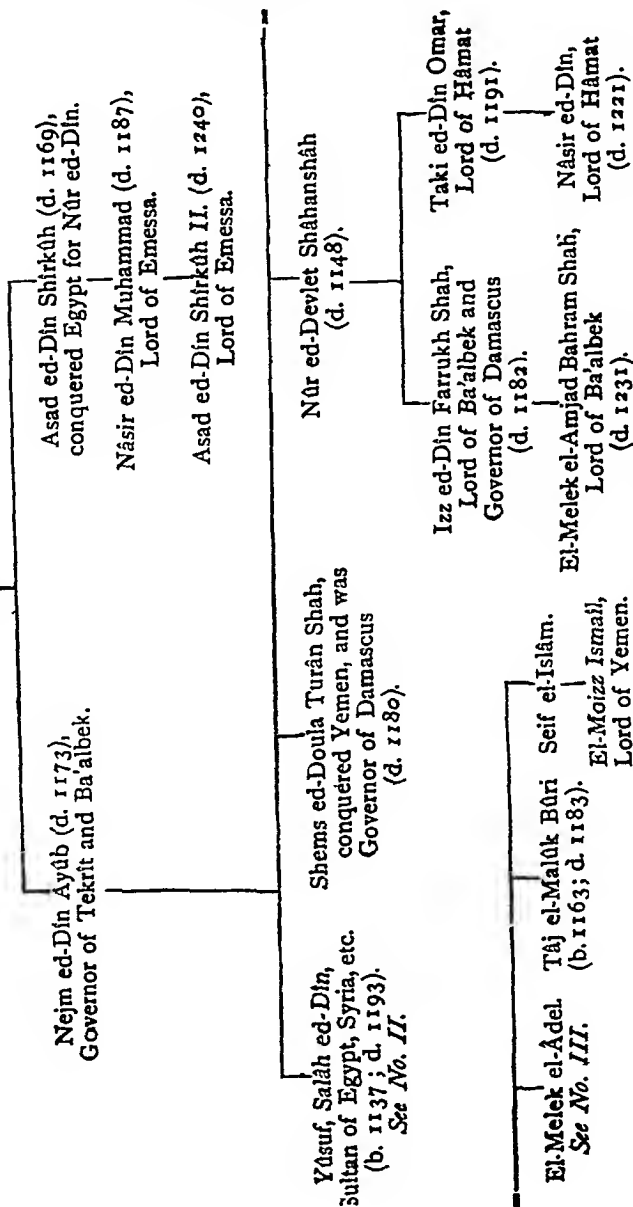 Nejm ed-Dîn Ayûb (d. 1173),
Governor of Tekrît and Ba'albek.
Asad ed-Dîn Shîrkûh (d. 1169),
conquered Egypt for Nûr ed-Dîn.
Nâsir ed-Dîn Muhammad (d. 1187),
Lord of Emessa.
Asad ed-Dîn Shîrkûh II. (d. 1240),
Lord of Emessa.
Yûsuf, Salâh ed-Dîn,
Sultan of Egypt, Syria, etc.
(b. 1137; d. 1193).
See No. II.
Shems ed-Doula Turân Shah,
conquered Yemen, and was
Governor of Damascus
(d. 1180).
Nûr ed-Devlet Shâhanshâh
(d. 1148).
Izz ed-Dîn Farrukh Shah,
Lord of Ba'albek and
Governor of Damascus
(d. 1182).
Taki ed-Dîn Omar,
Lord of Hâmat
(d. 1191).
El-Melek el-Amjad Bahram Shah,
Lord of Ba'albek
(d. 1231).
Nâsir ed-Dîn,
Lord of Hâmat
(d. 1221).
El-Melek el-Âdel.
See No. III.
Tâj el-Malûk Bûri
(b. 1163; d. 1183).
Seif el-Islâm.
El-Moizz Ismail,
Lord of Yemen.